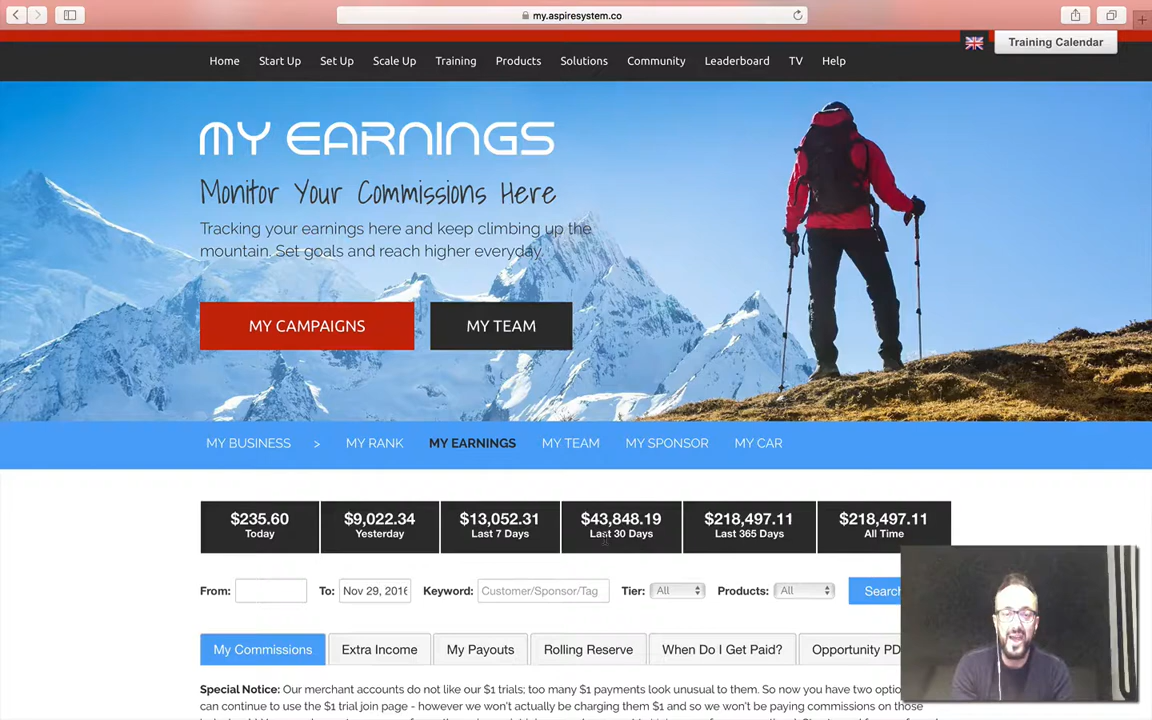 my.aspiresystem.co
Training Calendar
Home Start Up Set Up Scale Up Training Products Solutions Community Leaderboard TV Help
MY EARNINGS
Monitor Your Commissions Here
Tracking your earnings here and keep climbing up the
mountain. Set goals and reach higher everyday.
MY CAMPAIGNS MY TEAM
MY BUSINESS > MY RANK MY EARNINGS MY TEAM MY SPONSOR MY CAR
$235.60 $9,022.34 $13,052.31 $43,848.19 $218,497.11 $218,497.11
Today Yesterday Last 7 Days Last 30 Days Last 365 Days All Time
From: To: Nov 29, 2016 Keyword: Customer/Sponsor/Tag Tier: All Products: All Search
My Commissions Extra Income My Payouts Rolling Reserve When Do I Get Paid? Opportunity PD
Special Notice: Our merchant accounts do not like our $1 trials; too many $1 payments look unusual to them. So now you have two optio
can continue to use the $1 trial join page - however we won't actually be charging them $1 and so we won't be paying commissions on those